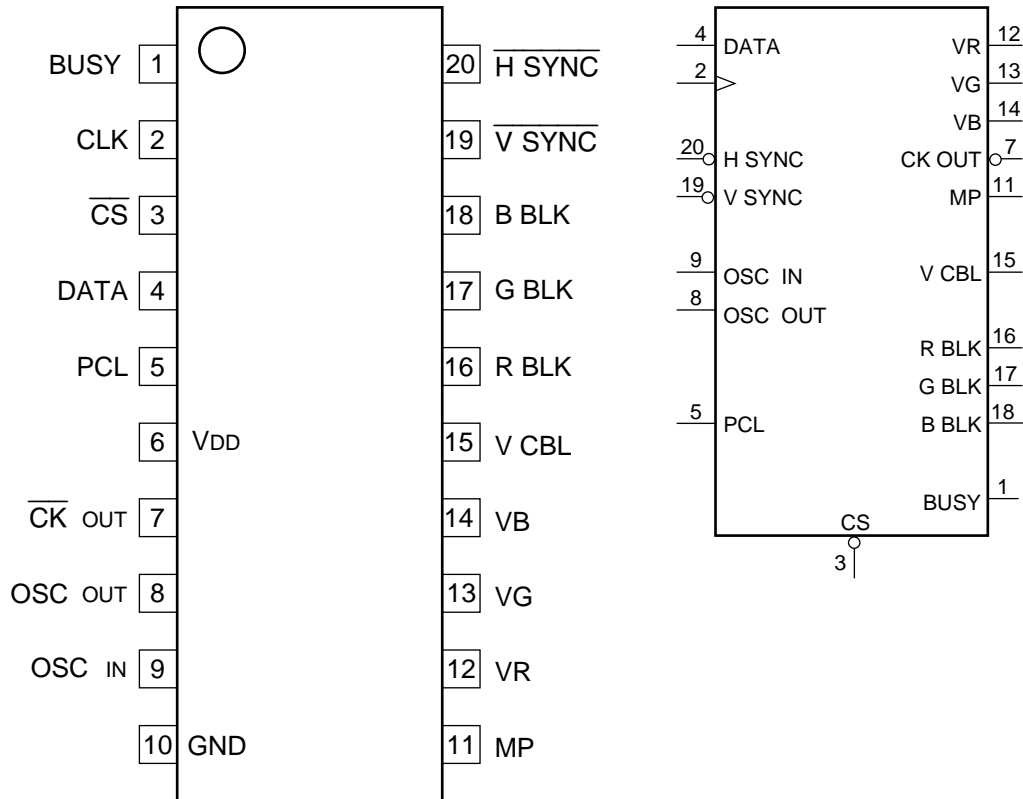 BUSY 1
CLK 2
C̅S̅ 3
DATA 4
PCL 5
6 VDD
C̅K̅ OUT 7
OSC OUT 8
OSC IN 9
10 GND
20 H̅ ̅S̅Y̅N̅C̅
19 V̅ ̅S̅Y̅N̅C̅
18 B BLK
17 G BLK
16 R BLK
15 V CBL
14 VB
13 VG
12 VR
11 MP
4 DATA
2
20 H SYNC
19 V SYNC
9 OSC IN
8 OSC OUT
5 PCL
VR 12
VG 13
VB 14
CK OUT 7
MP 11
V CBL 15
R BLK 16
G BLK 17
B BLK 18
BUSY 1
CS
3